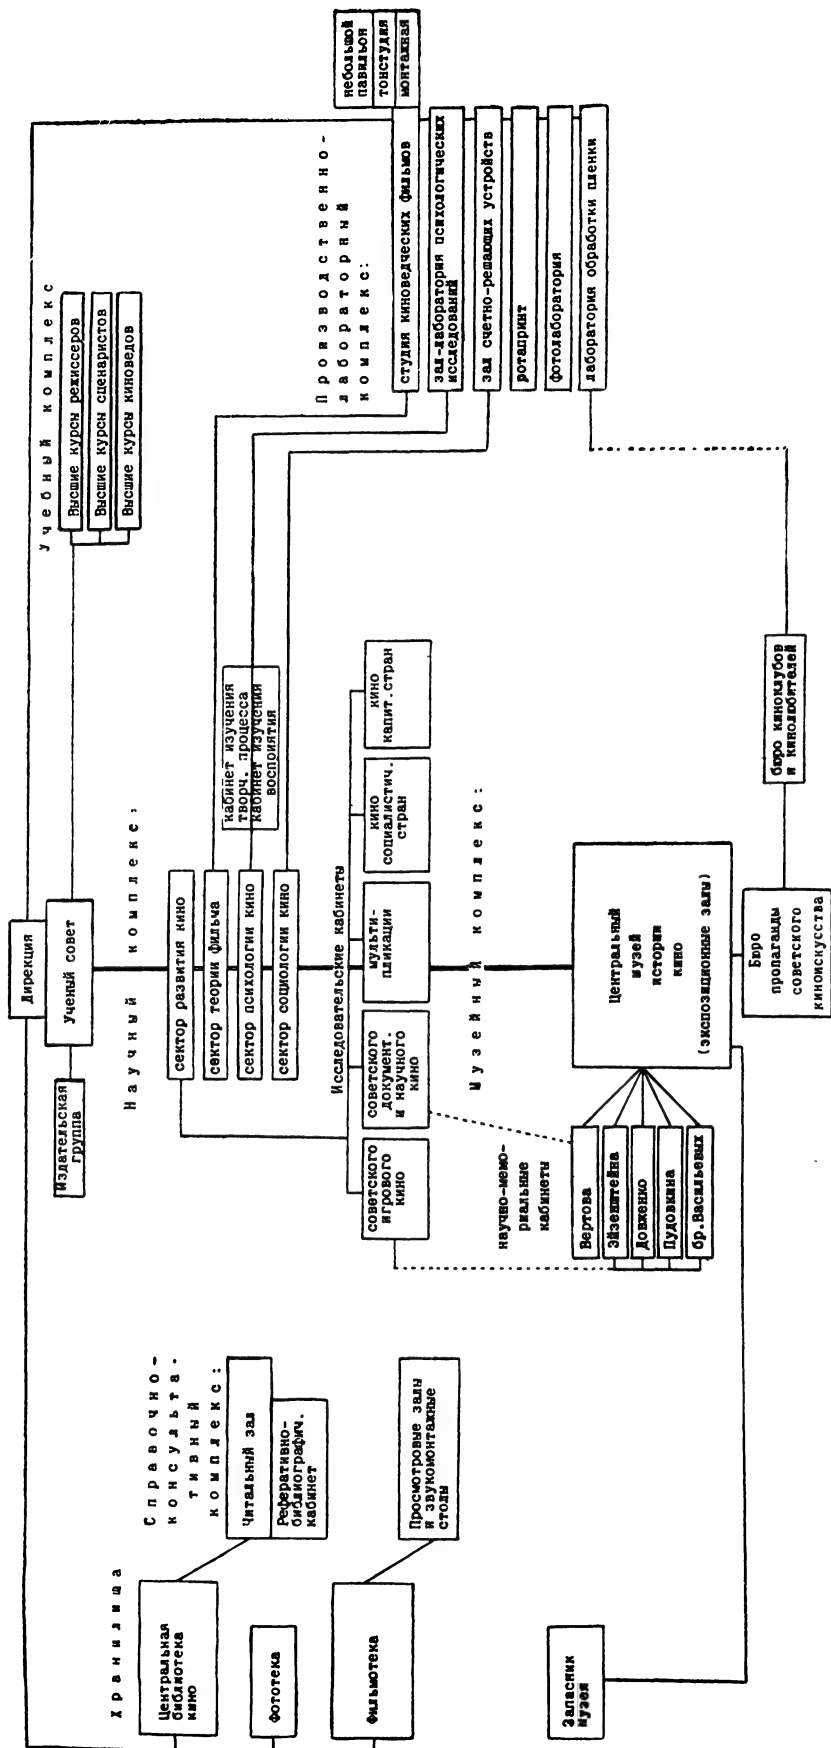 Дирекция
Ученый совет
Издательская
группа
Учебный комплекс
Высшие курсы режиссеров
Высшие курсы сценаристов
Высшие курсы киноведов
Хранилища
Центральная
библиотека
кино
Фототека
Фильмотека
Запасник
музея
Справочно-
консульта-
тивный
комплекс:
Читальный зал
Реферативно-
библиографич.
кабинет
Просмотровые залы
и звукомонтажные
столы
Научный комплекс:
сектор развития кино
сектор теории фильма
сектор психологии кино
сектор социологии кино
кабинет изучения
творч. процесса
кабинет изучения
восприятия
Исследовательские кабинеты
советского
игрового
кино
советского
документ.
и научного
кино
мульти-
пликации
кино
социалистич.
стран
кино
капит.стран
Производственно-
лабораторный
комплекс:
студия киноведческих фильмов
небольшой
павильон
тонстудия
монтажная
зал-лаборатория психологических
исследований
зал счетно-решающих устройств
ротапринт
фотолаборатория
лаборатория обработки пленки
Музейный комплекс:
научно-мемо-
риальные
кабинеты
Вертова
Эйзенштейна
Довженко
Пудовкина
бр.Васильевых
Центральный
музей
истории
кино
(экспозиционные залы)
Бюро
пропаганды
советского
киноискусства
бюро киноклубов
и кинолюбителей